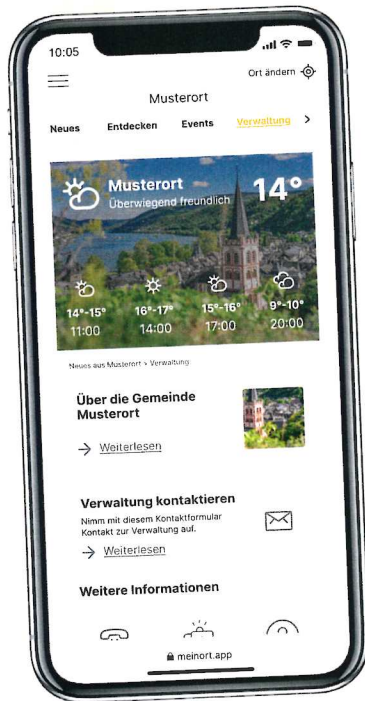 10:05
Ort ändern
Musterort
Neues Entdecken Events Verwaltung >
Musterort 14°
Überwiegend freundlich
14°-15° 16°-17° 15°-16° 9°-10°
11:00 14:00 17:00 20:00
Neues aus Musterort > Verwaltung
Über die Gemeinde
Musterort
→ Weiterlesen
Verwaltung kontaktieren
Nimm mit diesem Kontaktformular
Kontakt zur Verwaltung auf.
→ Weiterlesen
Weitere Informationen
meinort.app